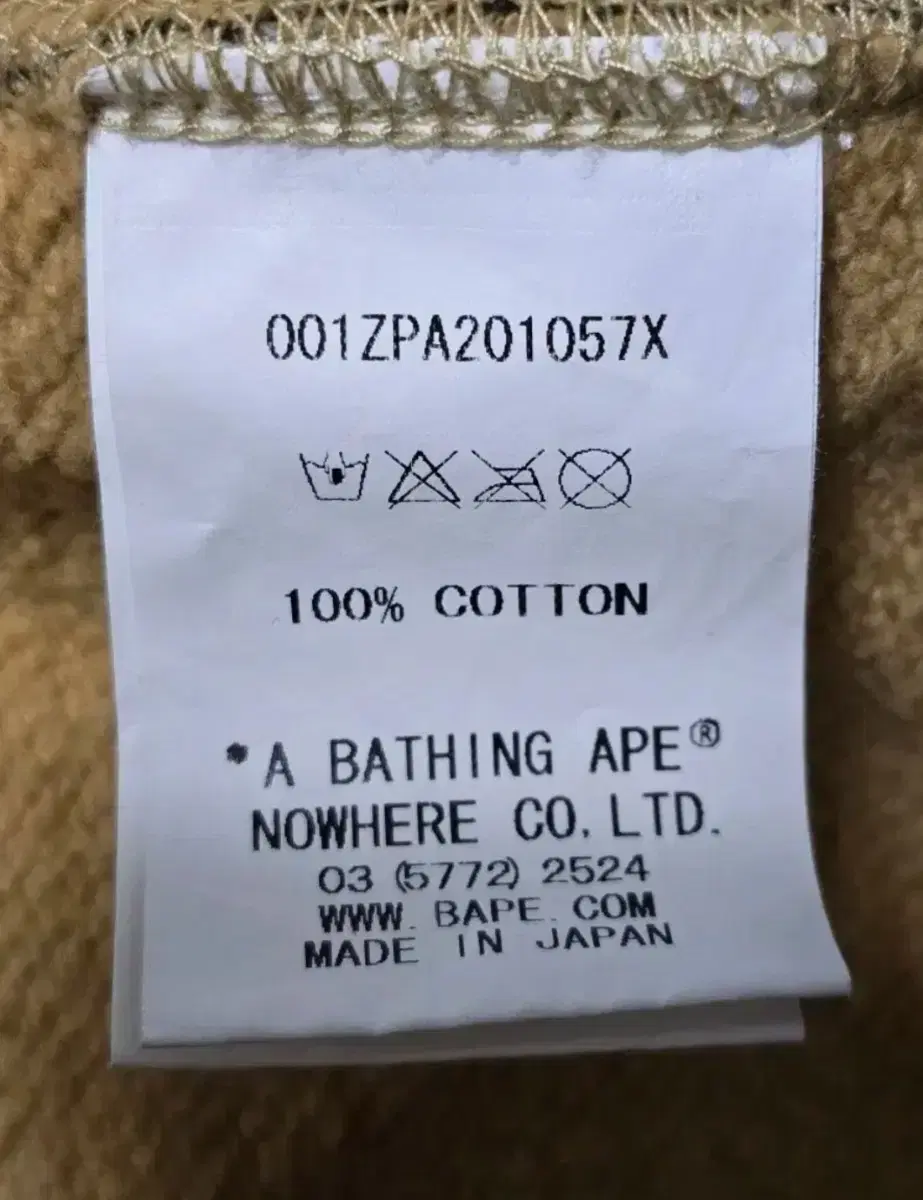 001ZPA201057X
100% COTTON
*A BATHING APE®
NOWHERE CO. LTD.
03 (5772) 2524
WWW. BAPE. COM
MADE IN JAPAN